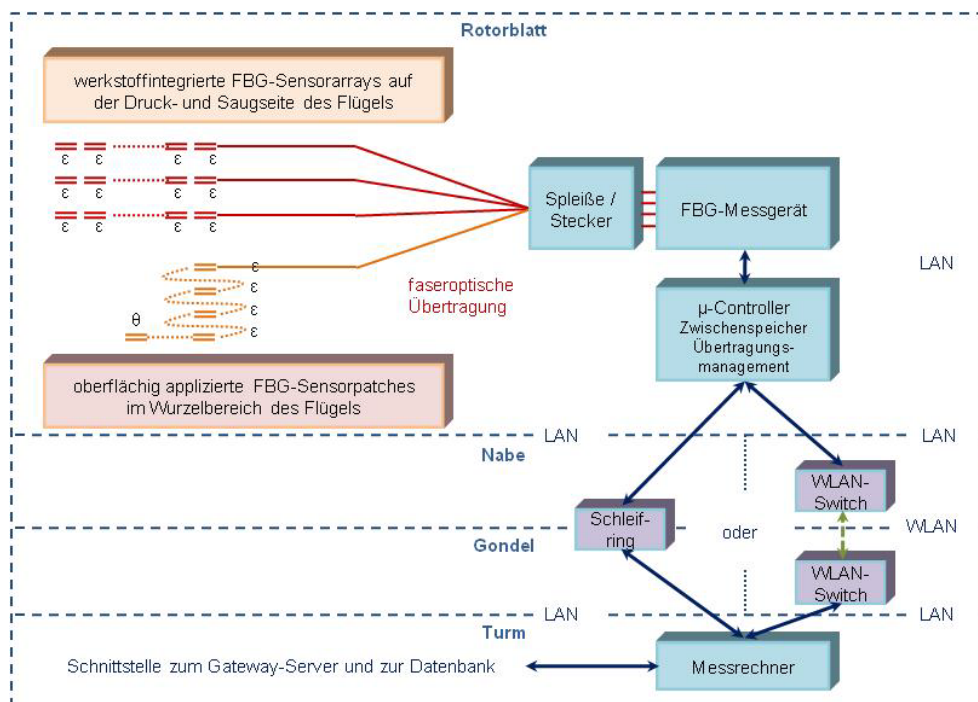 Rotorblatt
werkstoffintegrierte FBG-Sensorarrays auf
der Druck- und Saugseite des Flügels
ε ε ε ε
ε ε ε ε
ε ε ε ε
Spleiße /
Stecker
FBG-Messgerät
LAN
faseroptische
Übertragung
ε
ε
ε
ε
θ
µ-Controller
Zwischenspeicher
Übertragungs-
management
oberflächig applizierte FBG-Sensorpatches
im Wurzelbereich des Flügels
LAN
LAN
Nabe
WLAN-
Switch
Schleif-
ring
oder
WLAN
Gondel
WLAN-
Switch
LAN
LAN
Turm
Schnittstelle zum Gateway-Server und zur Datenbank
Messrechner